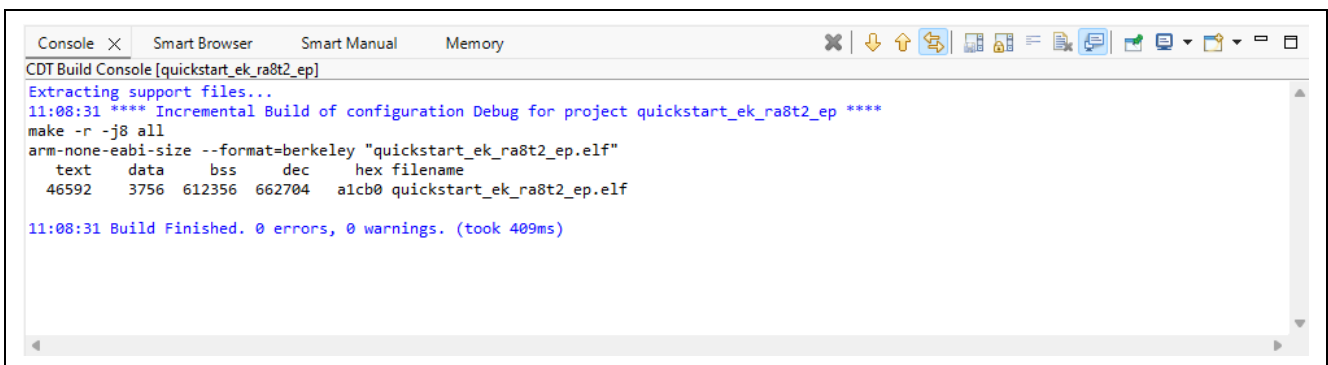 Console Smart Browser Smart Manual Memory
CDT Build Console [quickstart_ek_ra8t2_ep]
Extracting support files...
11:08:31 **** Incremental Build of configuration Debug for project quickstart_ek_ra8t2_ep ****
make -r -j8 all
arm-none-eabi-size --format=berkeley "quickstart_ek_ra8t2_ep.elf"
text data bss dec hex filename
46592 3756 612356 662704 a1cb0 quickstart_ek_ra8t2_ep.elf
11:08:31 Build Finished. 0 errors, 0 warnings. (took 409ms)